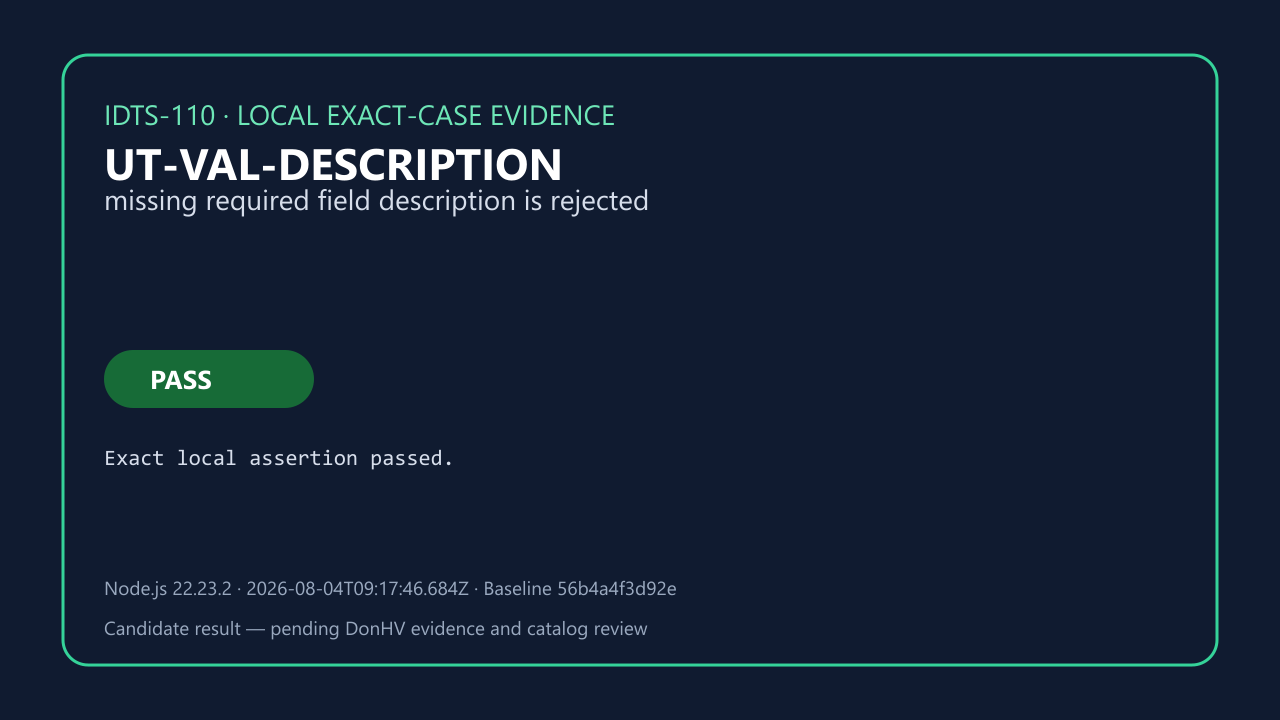 IDTS-110 · LOCAL EXACT-CASE EVIDENCE
UT-VAL-DESCRIPTION
missing required field description is rejected
PASS
Exact local assertion passed.
Node.js 22.23.2 · 2026-08-04T09:17:46.684Z · Baseline 56b4a4f3d92e
Candidate result — pending DonHV evidence and catalog review